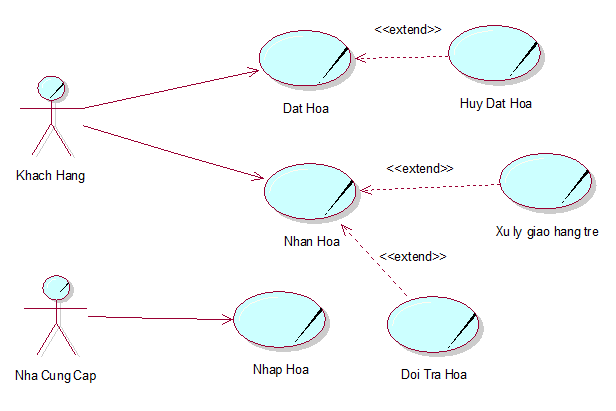 <<extend>>
Dat Hoa
Huy Dat Hoa
Khach Hang
<<extend>>
Nhan Hoa
Xu ly giao hang tre
<<extend>>
Nha Cung Cap
Nhap Hoa
Doi Tra Hoa